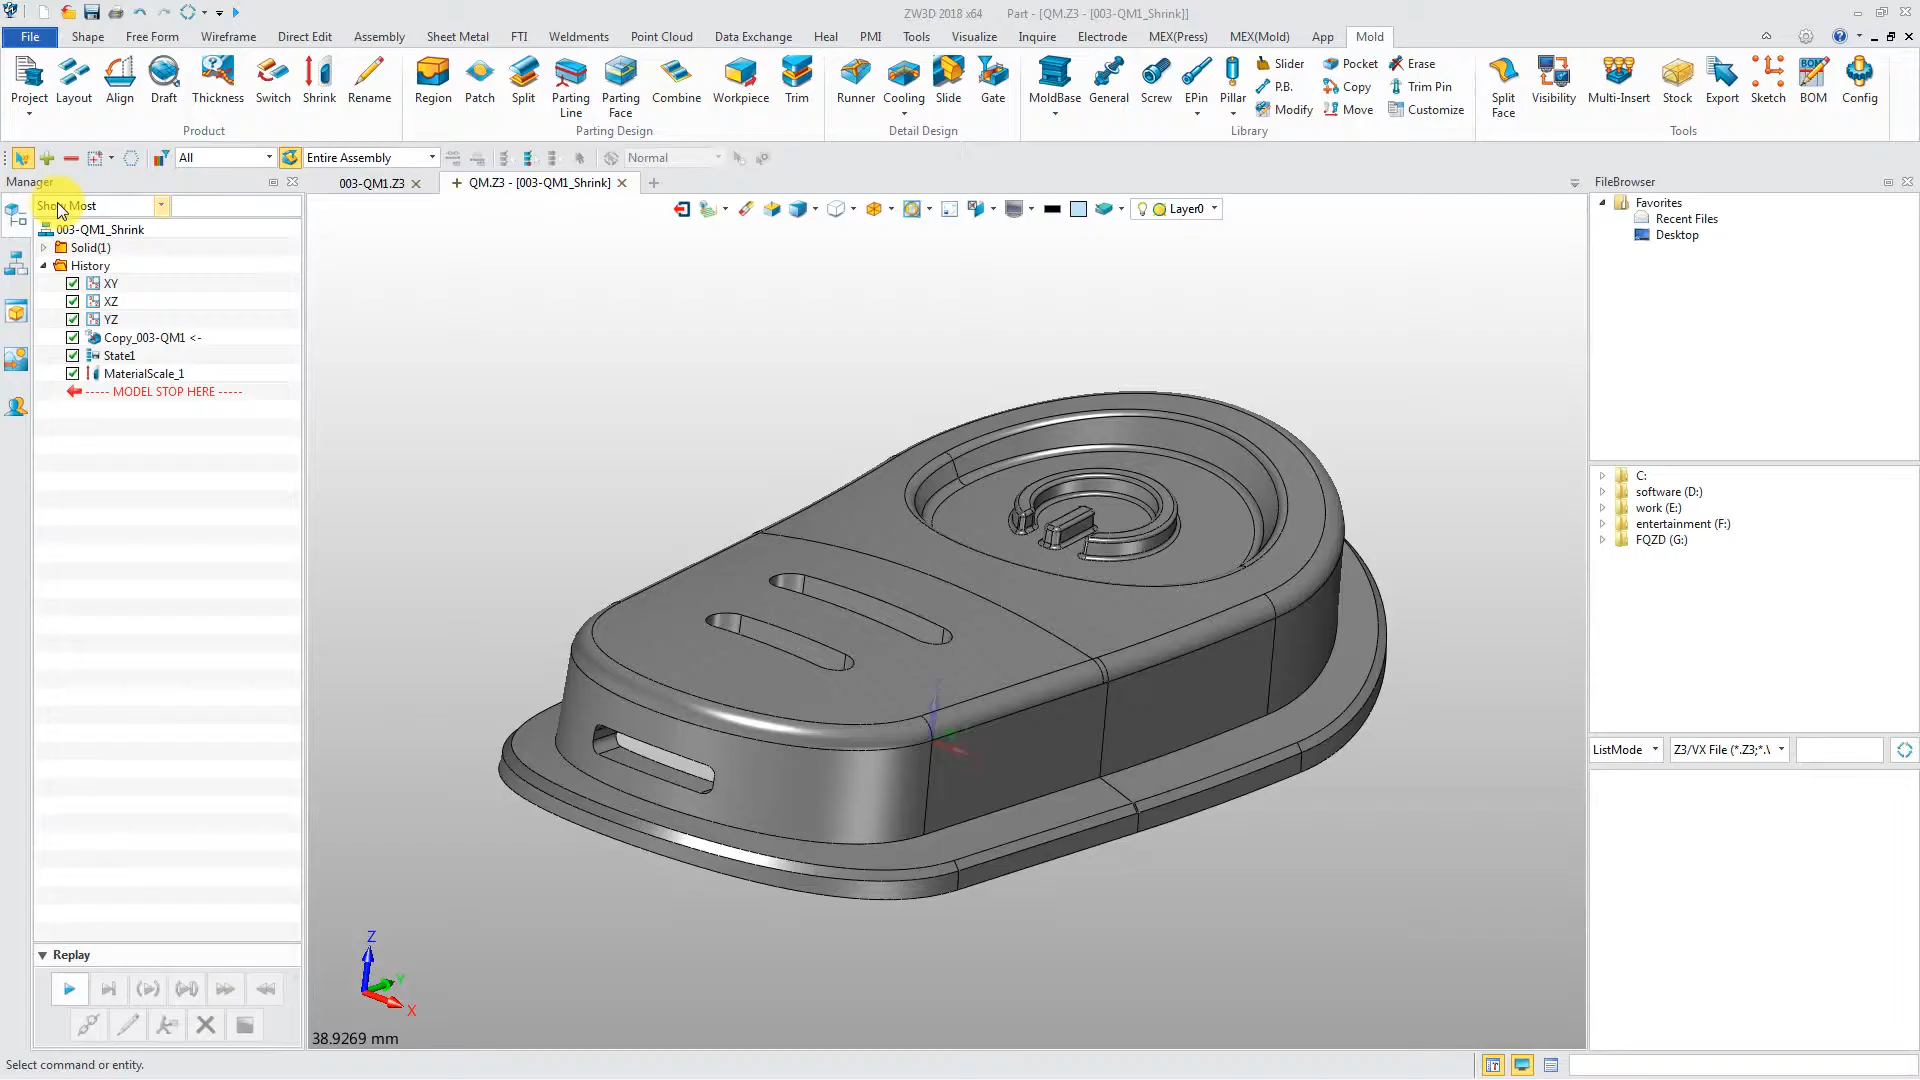 ZW3D 2018 x64 Part - [QM.Z3 - [003-QM1_Shrink]]
File Shape Free Form Wireframe Direct Edit Assembly Sheet Metal FTI Weldments Point Cloud Data Exchange Heal PMI Tools Visualize Inquire Electrode MEX(Press) MEX(Mold) App Mold
Project Layout Align Draft Thickness Switch Shrink Rename
Product
Region Patch Split Parting Line Parting Face Combine Workpiece Trim
Parting Design
Runner Cooling Slide Gate
Detail Design
MoldBase General Screw EPin Pillar
Slider Pocket Erase
P.B. Copy Trim Pin
Modify Move Customize
Library
Split Face Visibility Multi-Insert Stock Export Sketch BOM Config
Tools
All Entire Assembly Normal
Manager
003-QM1.Z3 QM.Z3 - [003-QM1_Shrink]
Show Most
Layer0
003-QM1_Shrink
Solid(1)
History
XY
XZ
YZ
Copy_003-QM1 <-
State1
MaterialScale_1
----- MODEL STOP HERE -----
Replay
Z
Y
X
38.9269 mm
FileBrowser
Favorites
Recent Files
Desktop
C:
software (D:)
work (E:)
entertainment (F:)
FQZD (G:)
ListMode Z3/VX File (*.Z3;*.\
Select command or entity.